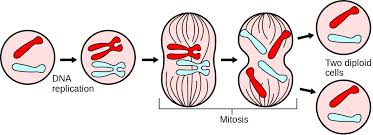 DNA
replication
Mitosis
Two diploid
cells